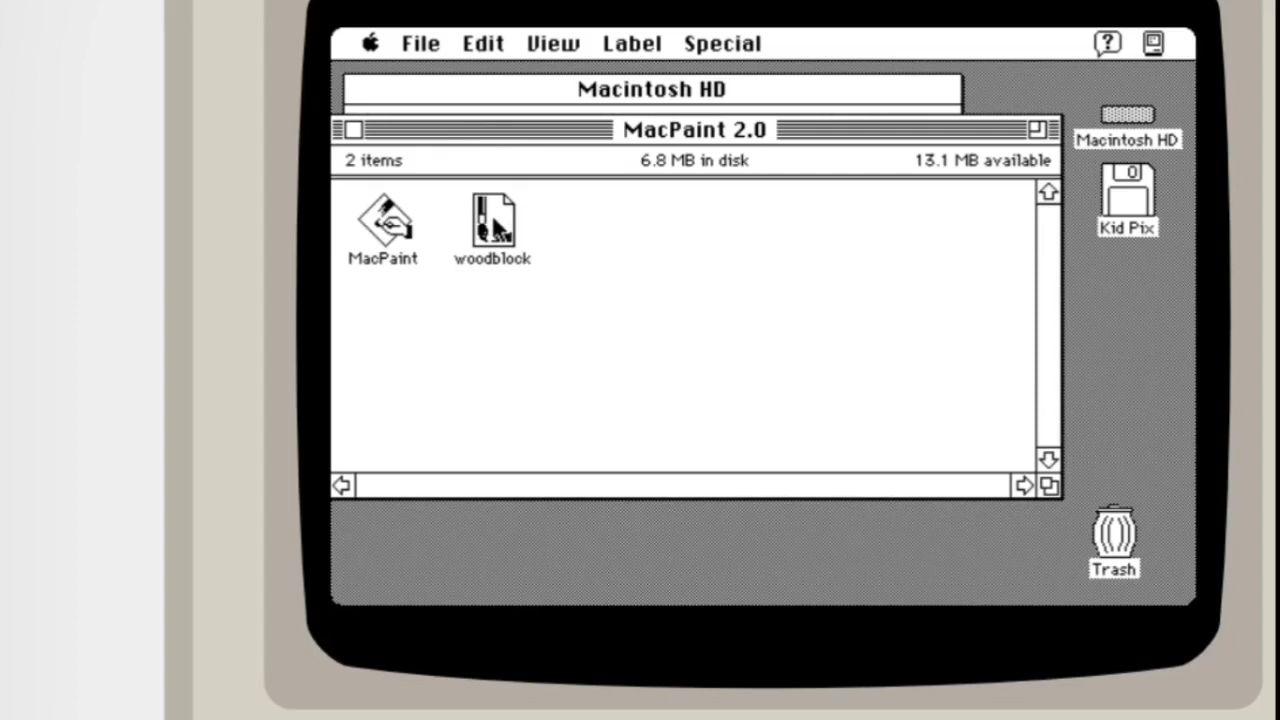 File Edit View Label Special
Macintosh HD
MacPaint 2.0
2 items 6.8 MB in disk 13.1 MB available
MacPaint woodblock
Macintosh HD
Kid Pix
Trash